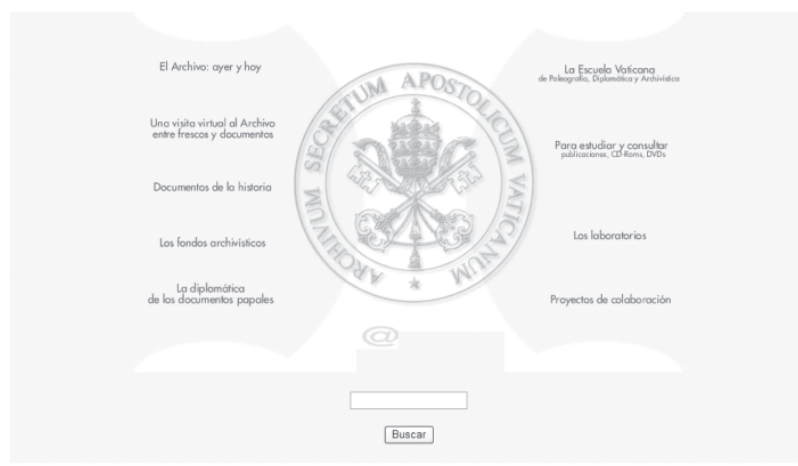 El Archivo: ayer y hoy
Una visita virtual al Archivo
entre frescos y documentos
Documentos de la historia
Los fondos archivísticos
La diplomática
de los documentos papales
ARCHIVUM SECRETUM APOSTOLICUM VATICANUM
La Escuela Vaticana
de Paleografía, Diplomática y Archivística
Para estudiar y consultar
publicaciones, CD-Roms, DVDs
Los laboratorios
Proyectos de colaboración
@
Buscar